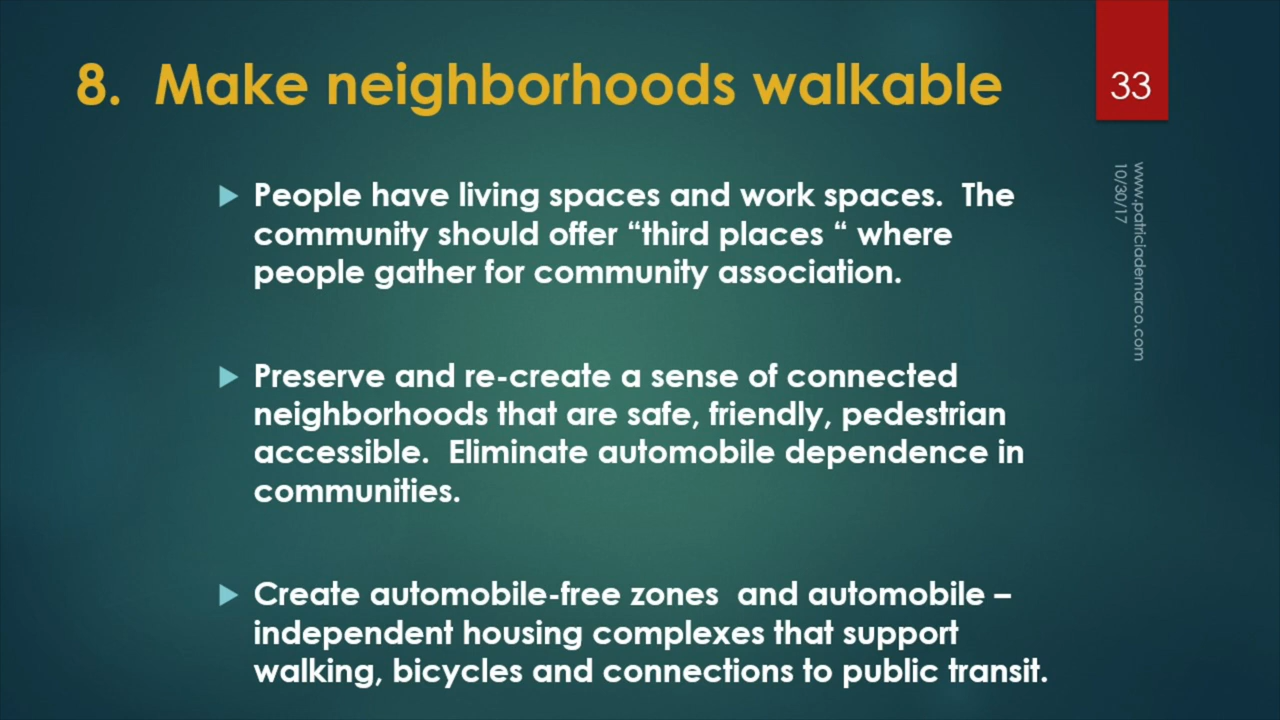 8. Make neighborhoods walkable
33
People have living spaces and work spaces. The
community should offer “third places “ where
people gather for community association.
Preserve and re-create a sense of connected
neighborhoods that are safe, friendly, pedestrian
accessible. Eliminate automobile dependence in
communities.
Create automobile-free zones and automobile –
independent housing complexes that support
walking, bicycles and connections to public transit.
www.patriciademarco.com
10/30/17